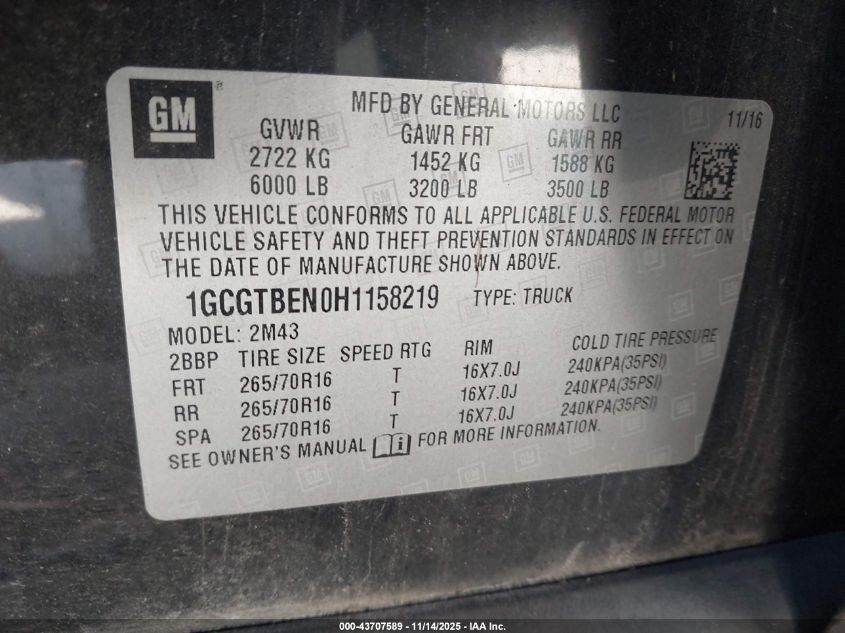 GM
MFD BY GENERAL MOTORS LLC 11/16
GVWR GAWR FRT GAWR RR
2722 KG 1452 KG 1588 KG
6000 LB 3200 LB 3500 LB
THIS VEHICLE CONFORMS TO ALL APPLICABLE U.S. FEDERAL MOTOR
VEHICLE SAFETY AND THEFT PREVENTION STANDARDS IN EFFECT ON
THE DATE OF MANUFACTURE SHOWN ABOVE.
1GCGTBEN0H1158219 TYPE: TRUCK
MODEL: 2M43
2BBP TIRE SIZE SPEED RTG RIM COLD TIRE PRESSURE
FRT 265/70R16 T 16X7.0J 240KPA(35PSI)
RR 265/70R16 T 16X7.0J 240KPA(35PSI)
SPA 265/70R16 T 16X7.0J 240KPA(35PSI)
SEE OWNER'S MANUAL FOR MORE INFORMATION.
000-43707589 - 11/14/2025 - IAA Inc.